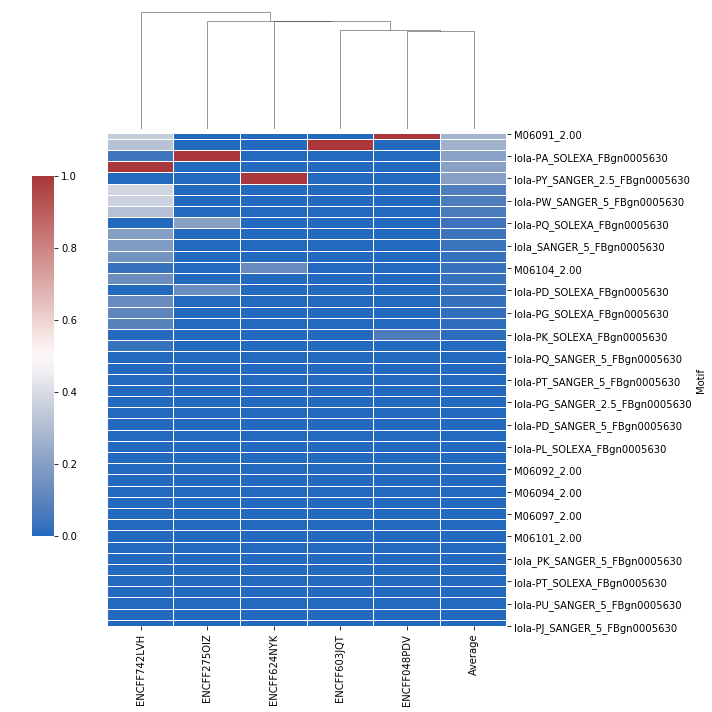 M06091_2.00
lola-PA_SOLEXA_FBgn0005630
lola-PY_SANGER_2.5_FBgn0005630
lola-PW_SANGER_5_FBgn0005630
lola-PQ_SOLEXA_FBgn0005630
lola_SANGER_5_FBgn0005630
M06104_2.00
lola-PD_SOLEXA_FBgn0005630
lola-PG_SOLEXA_FBgn0005630
lola-PK_SOLEXA_FBgn0005630
lola-PQ_SANGER_5_FBgn0005630
lola-PT_SANGER_5_FBgn0005630
lola-PG_SANGER_2.5_FBgn0005630
lola-PD_SANGER_5_FBgn0005630
lola-PL_SOLEXA_FBgn0005630
M06092_2.00
M06094_2.00
M06097_2.00
M06101_2.00
lola_PK_SANGER_5_FBgn0005630
lola-PT_SOLEXA_FBgn0005630
lola-PU_SANGER_5_FBgn0005630
lola-PJ_SANGER_5_FBgn0005630
Motif
1.0
0.8
0.6
0.4
0.2
0.0
ENCFF742LVH
ENCFF275OIZ
ENCFF624NYK
ENCFF603JQT
ENCFF048PDV
Average